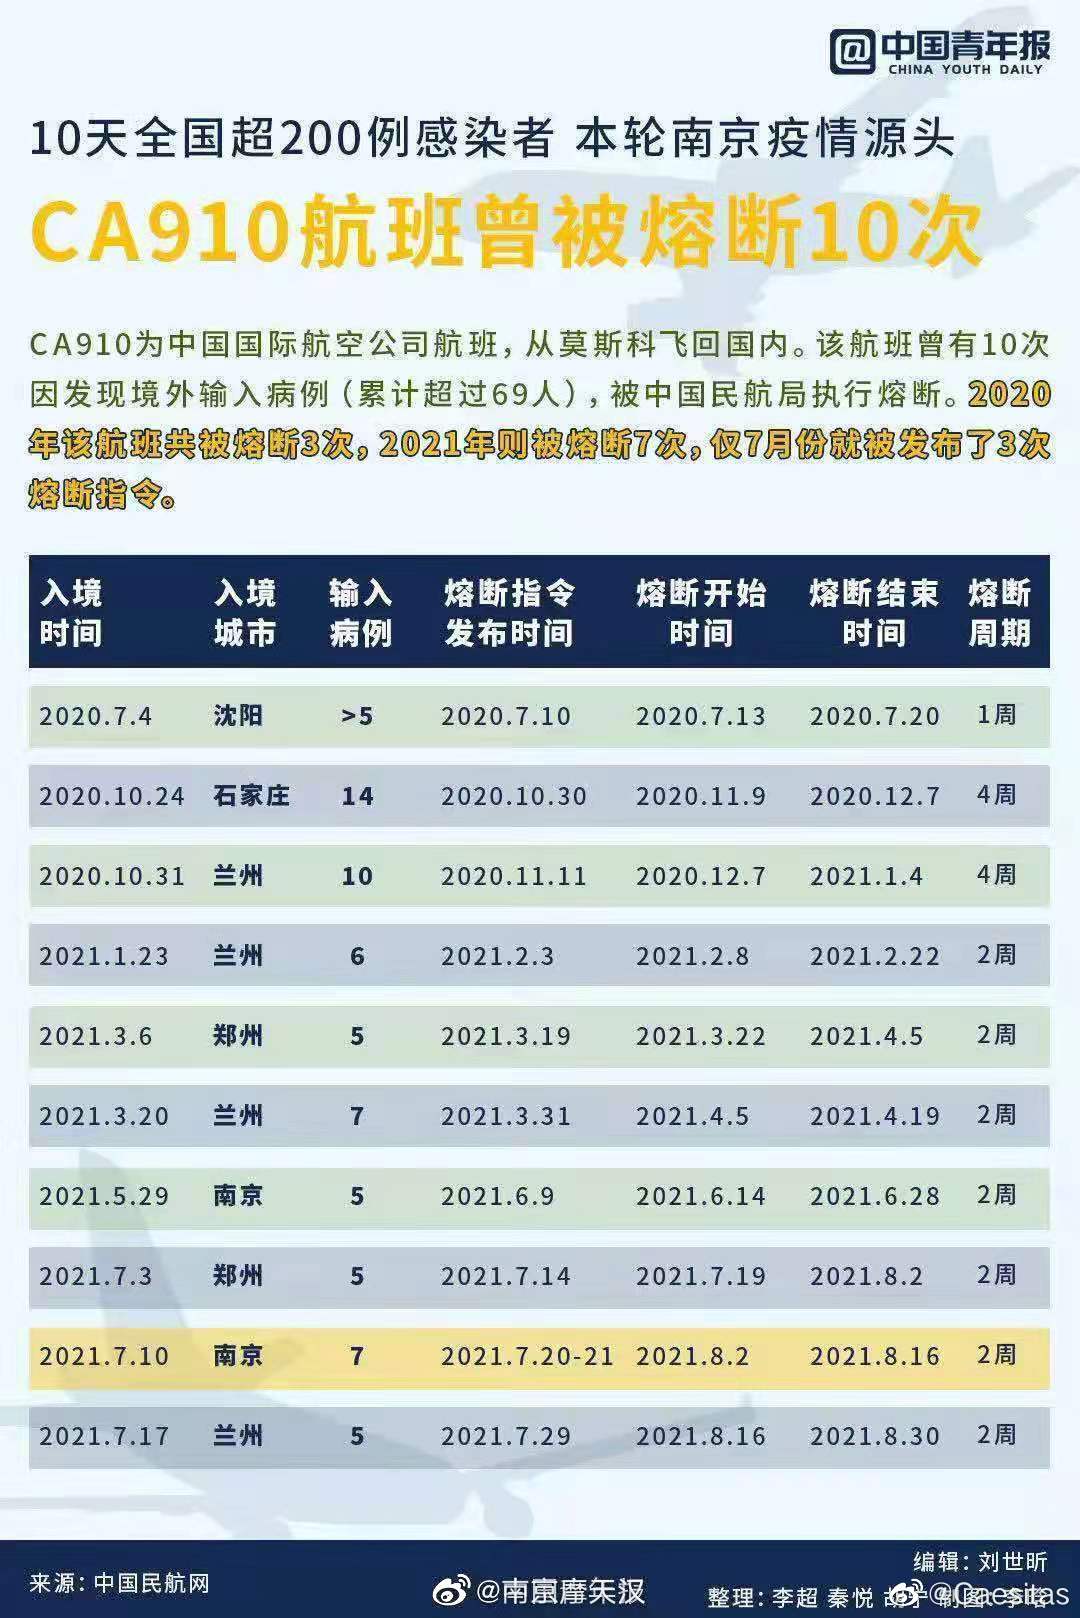 @中国青年报
CHINA YOUTH DAILY
10天全国超200例感染者 本轮南京疫情源头
CA910航班曾被熔断10次
CA910为中国国际航空公司航班，从莫斯科飞回国内。该航班曾有10次
因发现境外输入病例（累计超过69人），被中国民航局执行熔断。2020
年该航班共被熔断3次，2021年则被熔断7次，仅7月份就被发布了3次
熔断指令。
入境时间 入境城市 输入病例 熔断指令发布时间 熔断开始时间 熔断结束时间 熔断周期
2020.7.4 沈阳 >5 2020.7.10 2020.7.13 2020.7.20 1周
2020.10.24 石家庄 14 2020.10.30 2020.11.9 2020.12.7 4周
2020.10.31 兰州 10 2020.11.11 2020.12.7 2021.1.4 4周
2021.1.23 兰州 6 2021.2.3 2021.2.8 2021.2.22 2周
2021.3.6 郑州 5 2021.3.19 2021.3.22 2021.4.5 2周
2021.3.20 兰州 7 2021.3.31 2021.4.5 2021.4.19 2周
2021.5.29 南京 5 2021.6.9 2021.6.14 2021.6.28 2周
2021.7.3 郑州 5 2021.7.14 2021.7.19 2021.8.2 2周
2021.7.10 南京 7 2021.7.20-21 2021.8.2 2021.8.16 2周
2021.7.17 兰州 5 2021.7.29 2021.8.16 2021.8.30 2周
编辑：刘世昕
来源：中国民航网
整理：李超 秦悦
@Caesitas